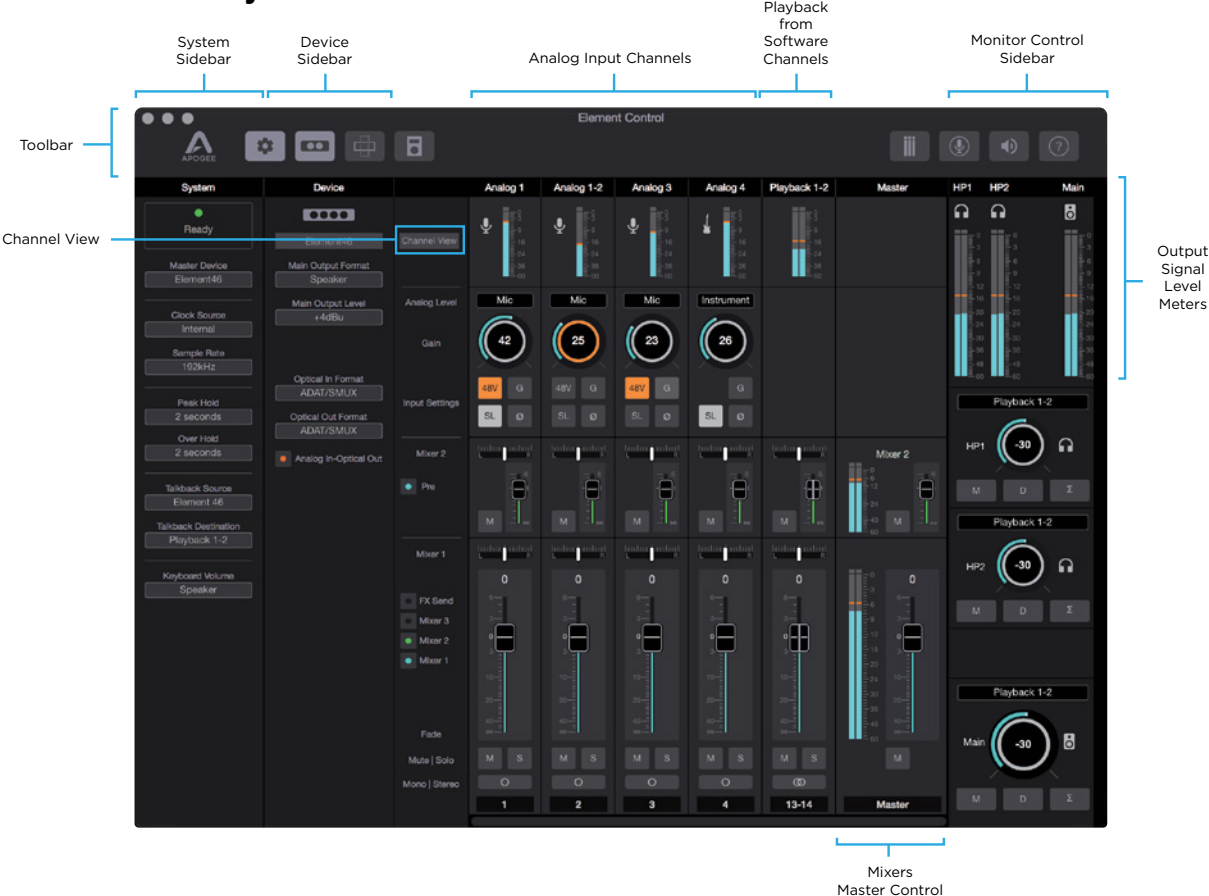 Playback
from
Software
Channels
System
Sidebar
Device
Sidebar
Analog Input Channels
Monitor Control
Sidebar
Toolbar
Element Control
APOGEE
System
Device
Analog 1
Analog 1-2
Analog 3
Analog 4
Playback 1-2
Master
HP1
HP2
Main
Ready
Element46
Channel View
Channel View
Output
Signal
Level
Meters
Master Device
Element46
Main Output Format
Speaker
Main Output Level
+4dBu
Clock Source
Internal
Sample Rate
192kHz
Optical In Format
ADAT/SMUX
Optical Out Format
ADAT/SMUX
Analog In-Optical Out
Peak Hold
2 seconds
Over Hold
2 seconds
Talkback Source
Element 46
Talkback Destination
Playback 1-2
Keyboard Volume
Speaker
Analog Level
Mic
Mic
Mic
Instrument
Gain
42
25
23
26
Input Settings
48V G
48V G
48V G
G
SL Ø
SL Ø
SL Ø
SL Ø
Mixer 2
Pre
M
M
M
M
M
Mixer 2
M
Mixer 1
0
0
0
0
0
0
FX Send
Mixer 3
Mixer 2
Mixer 1
Fade
Mute | Solo
M S
M S
M S
M S
M S
M
Mono | Stereo
1
2
3
4
13-14
Master
Playback 1-2
HP1
-30
M D Σ
Playback 1-2
HP2
-30
M D Σ
Playback 1-2
Main
-30
M D Σ
Mixers
Master Control